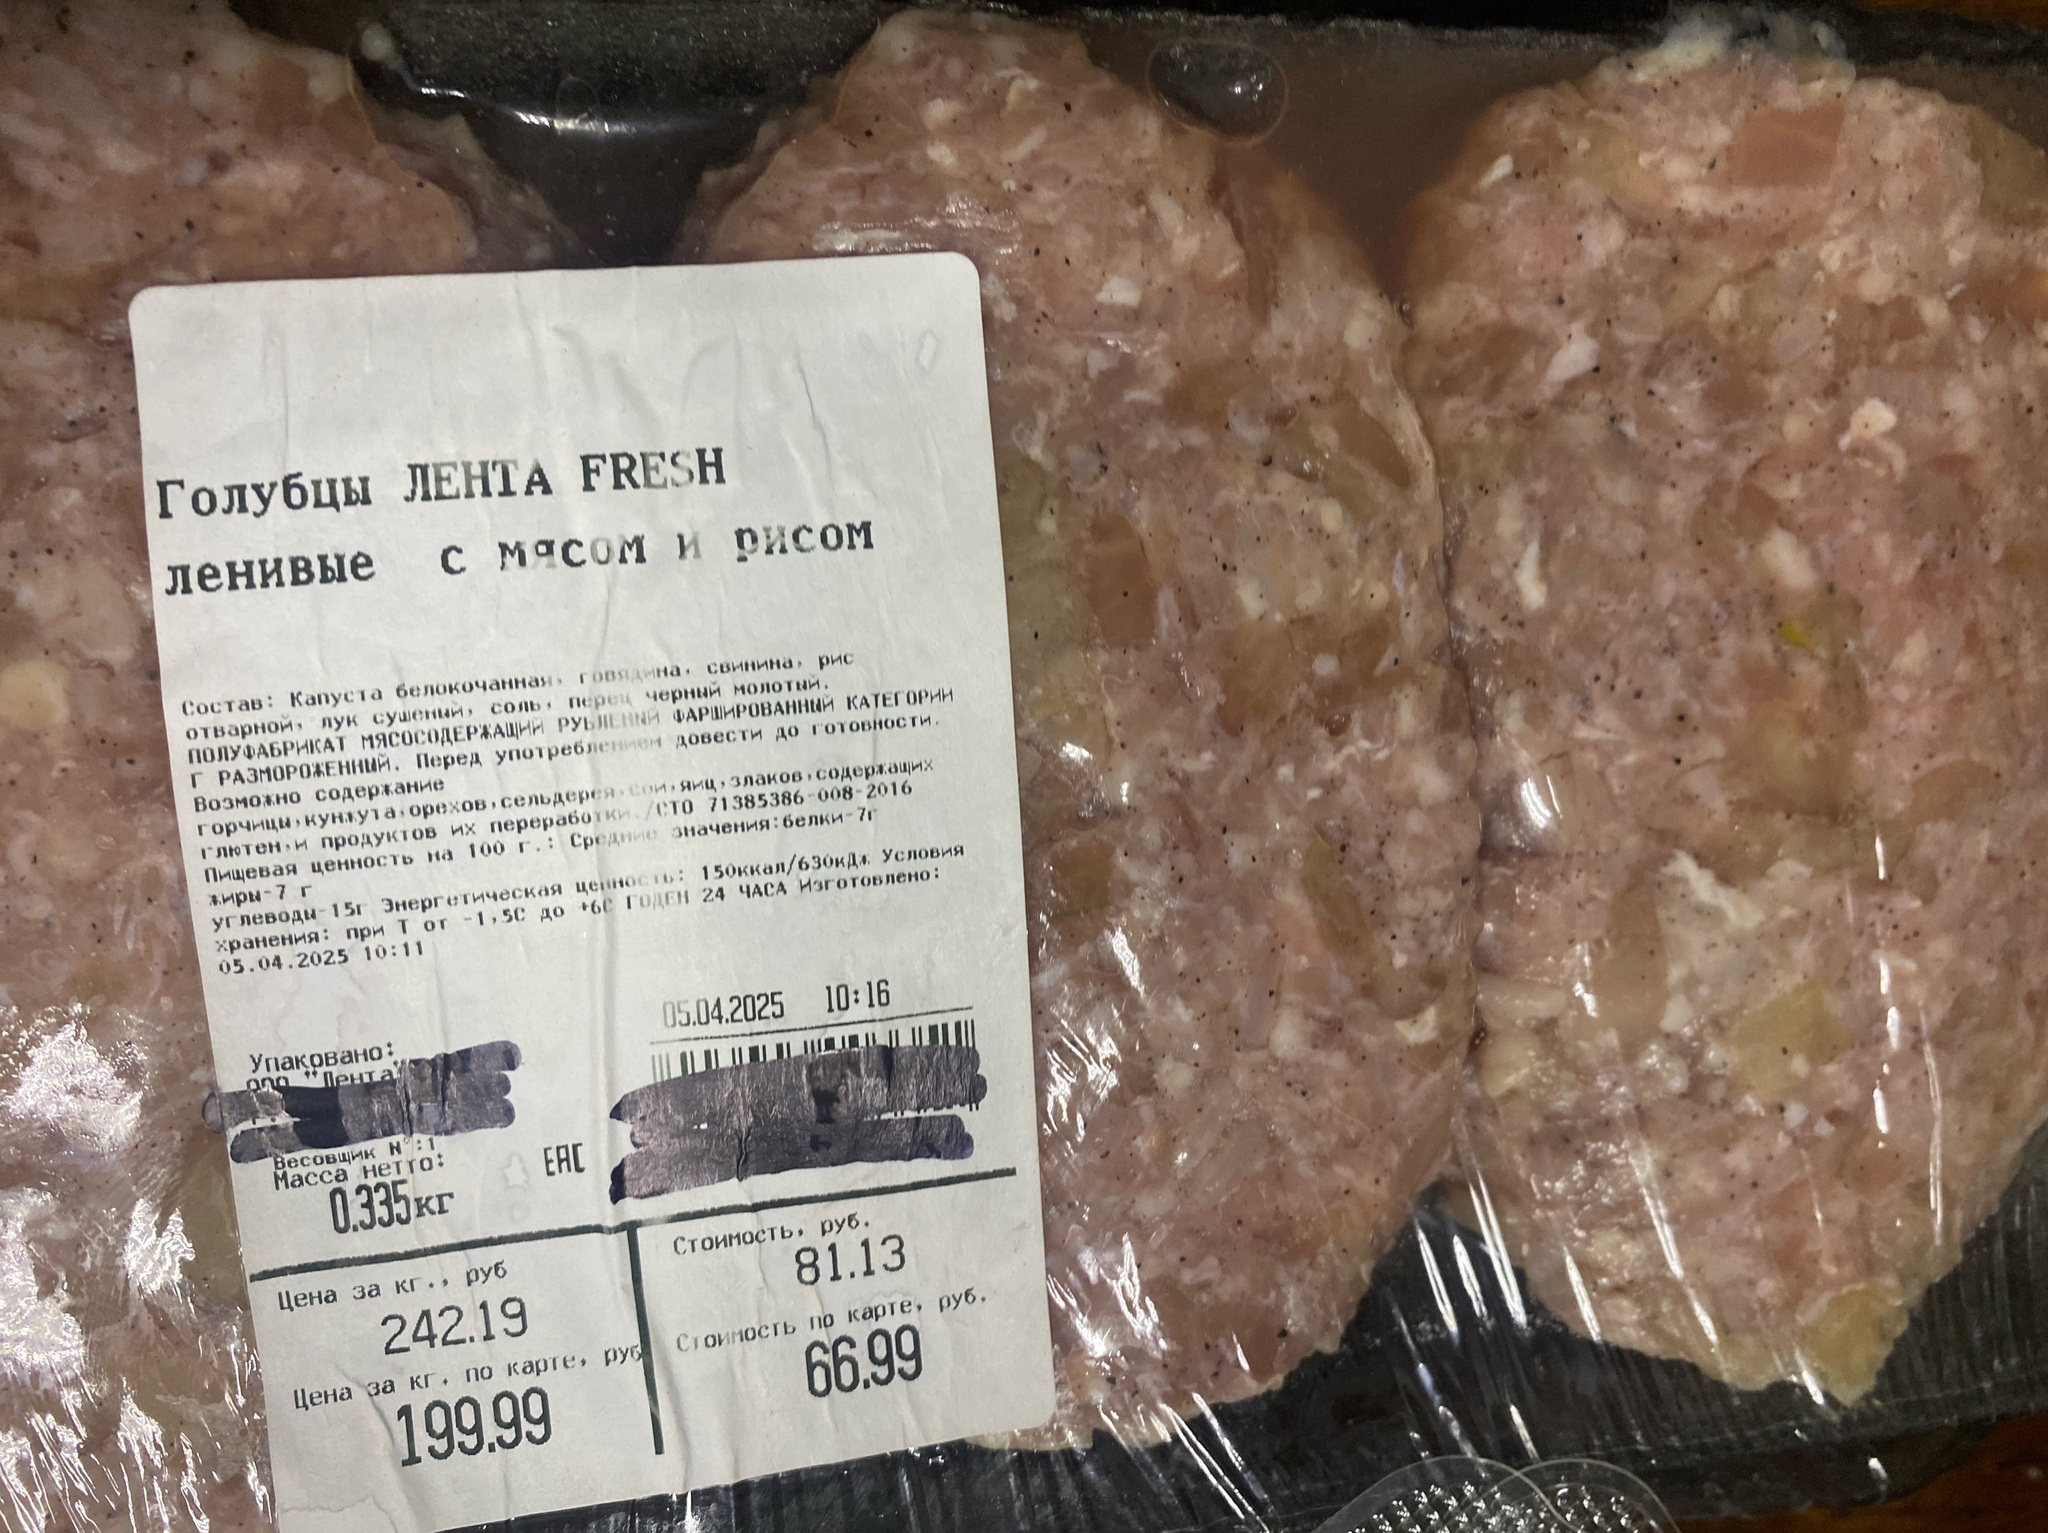 Голубцы ЛЕНТА FRESH
ленивые с мясом и рисом
Состав: Капуста белокочанная, говядина, свинина, рис
отварной, лук сушеный, соль, перец черный молотый.
ПОЛУФАБРИКАТ МЯСОСОДЕРЖАЩИЙ РУБЛЕНЫЙ ФАРШИРОВАННЫЙ КАТЕГОРИИ
Г РАЗМОРОЖЕННЫЙ. Перед употреблением довести до готовности.
Возможно содержание
горчицы,кунжута,орехов,сельдерея,сои,яиц,злаков,содержащих
глютен,и продуктов их переработки./СТО 71385386-008-2016
Пищевая ценность на 100 г.: Средние значения:белки-7г
жиры-7 г
углеводы-15г Энергетическая ценность: 150ккал/630кДж Условия
хранения: при Т от -1,5С до +6С ГОДЕН 24 ЧАСА Изготовлено:
05.04.2025 10:11
05.04.2025 10:16
Упаковано:
ООО "Лента"
Весовщик №:1
Масса нетто:
0.335кг
EAC
Цена за кг., руб
242.19
Цена за кг. по карте, руб
199.99
Стоимость, руб.
81.13
Стоимость по карте, руб.
66.99